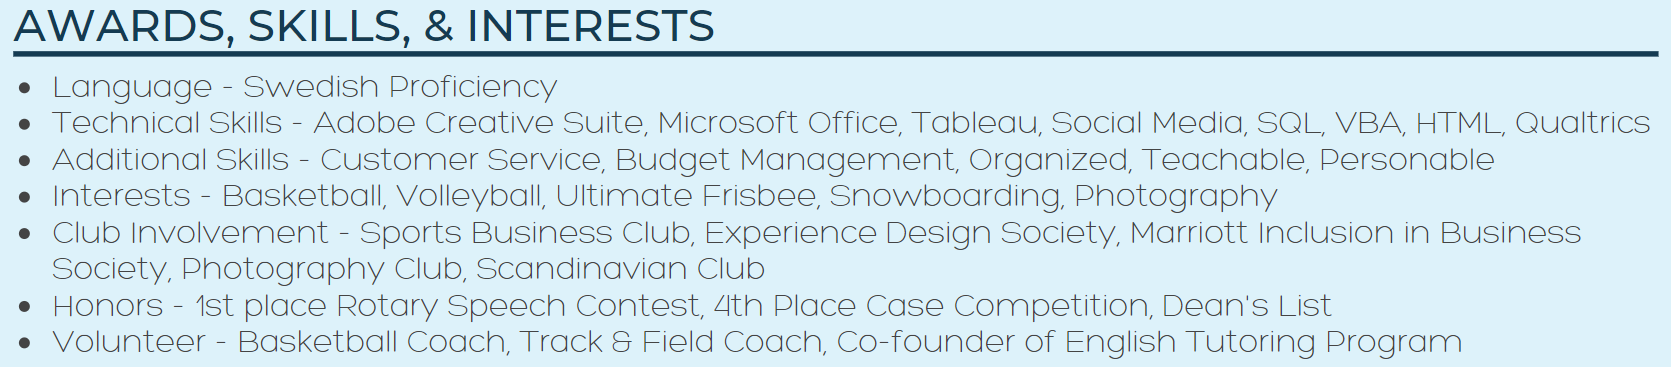 AWARDS, SKILLS, & INTERESTS
• Language - Swedish Proficiency
• Technical Skills - Adobe Creative Suite, Microsoft Office, Tableau, Social Media, SQL, VBA, HTML, Qualtrics
• Additional Skills - Customer Service, Budget Management, Organized, Teachable, Personable
• Interests - Basketball, Volleyball, Ultimate Frisbee, Snowboarding, Photography
• Club Involvement - Sports Business Club, Experience Design Society, Marriott Inclusion in Business
Society, Photography Club, Scandinavian Club
• Honors - 1st place Rotary Speech Contest, 4th Place Case Competition, Dean's List
• Volunteer - Basketball Coach, Track & Field Coach, Co-founder of English Tutoring Program